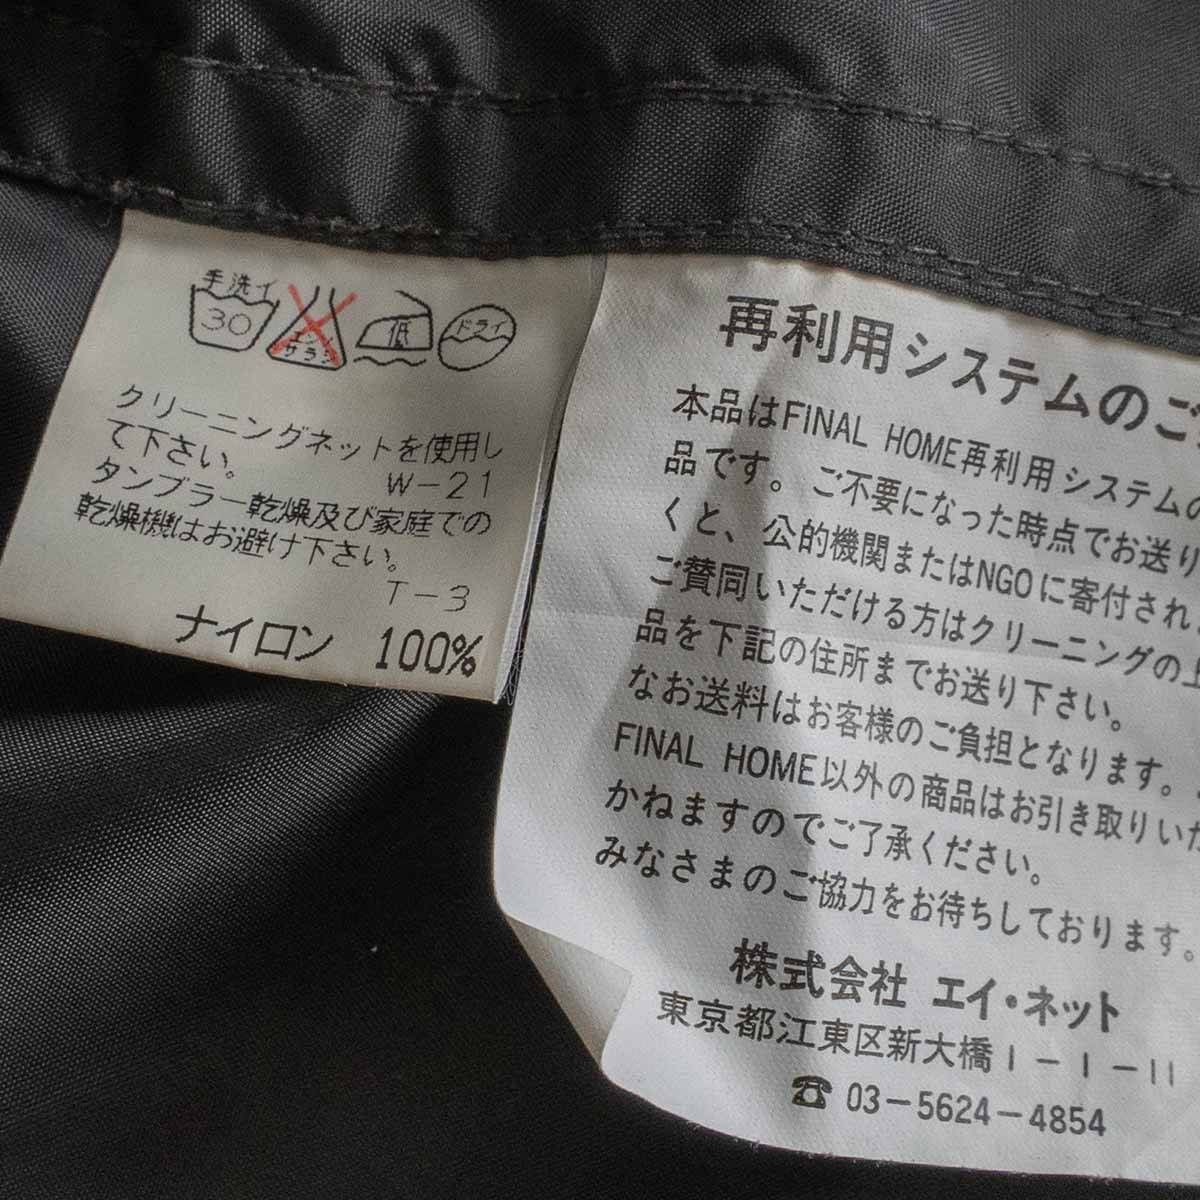 手洗イ
30
エンソ
サラシ
低
ドライ
クリーニングネットを使用し
て下さい。
W-21
タンブラー乾燥及び家庭での
乾燥機はお避け下さい。
T-3
ナイロン 100%
再利用システムのご
本品はFINAL HOME再利用システムの
品です。ご不要になった時点でお送り
くと、公的機関またはNGOに寄付され
ご賛同いただける方はクリーニングの上
品を下記の住所までお送り下さい。
なお送料はお客様のご負担となります。
FINAL HOME以外の商品はお引き取りいた
かねますのでご了承ください。
みなさまのご協力をお待ちしております。
株式会社 エイ・ネット
東京都江東区新大橋1-1-11
☎ 03-5624-4854